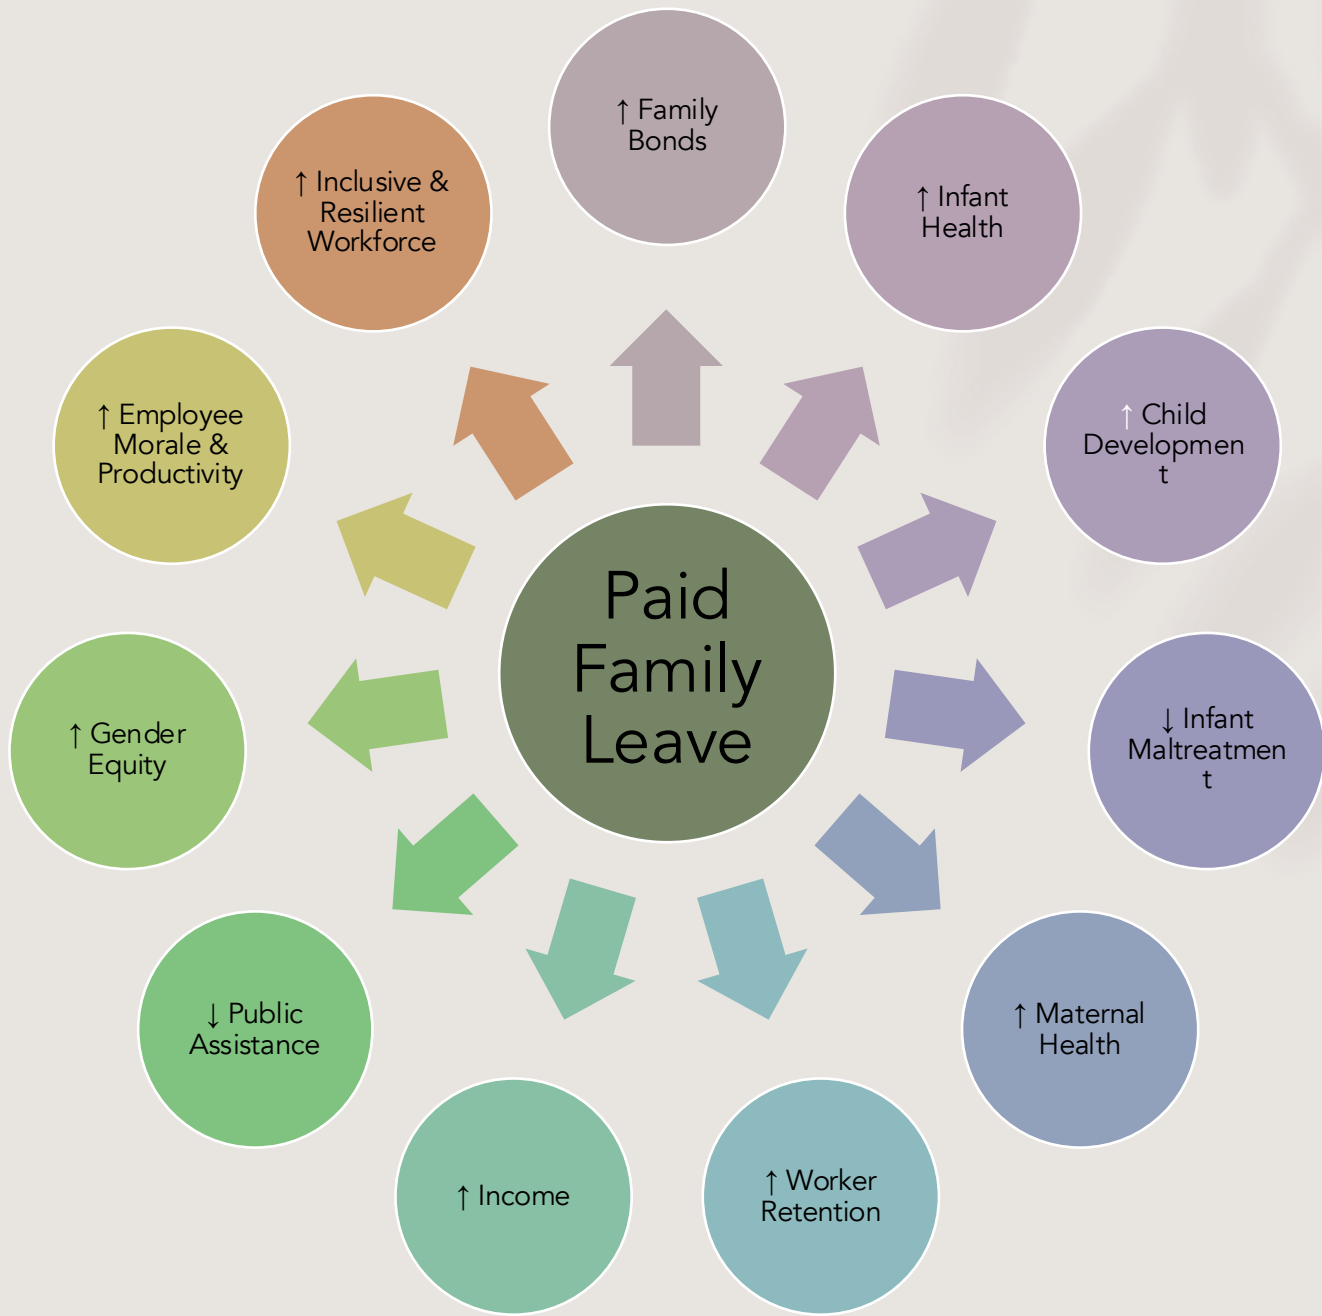 ↑ Family
Bonds
↑ Infant
Health
↑ Child
Developmen
t
↓ Infant
Maltreatmen
t
↑ Maternal
Health
↑ Worker
Retention
↑ Income
↓ Public
Assistance
↑ Gender
Equity
↑ Employee
Morale &
Productivity
↑ Inclusive &
Resilient
Workforce
Paid
Family
Leave